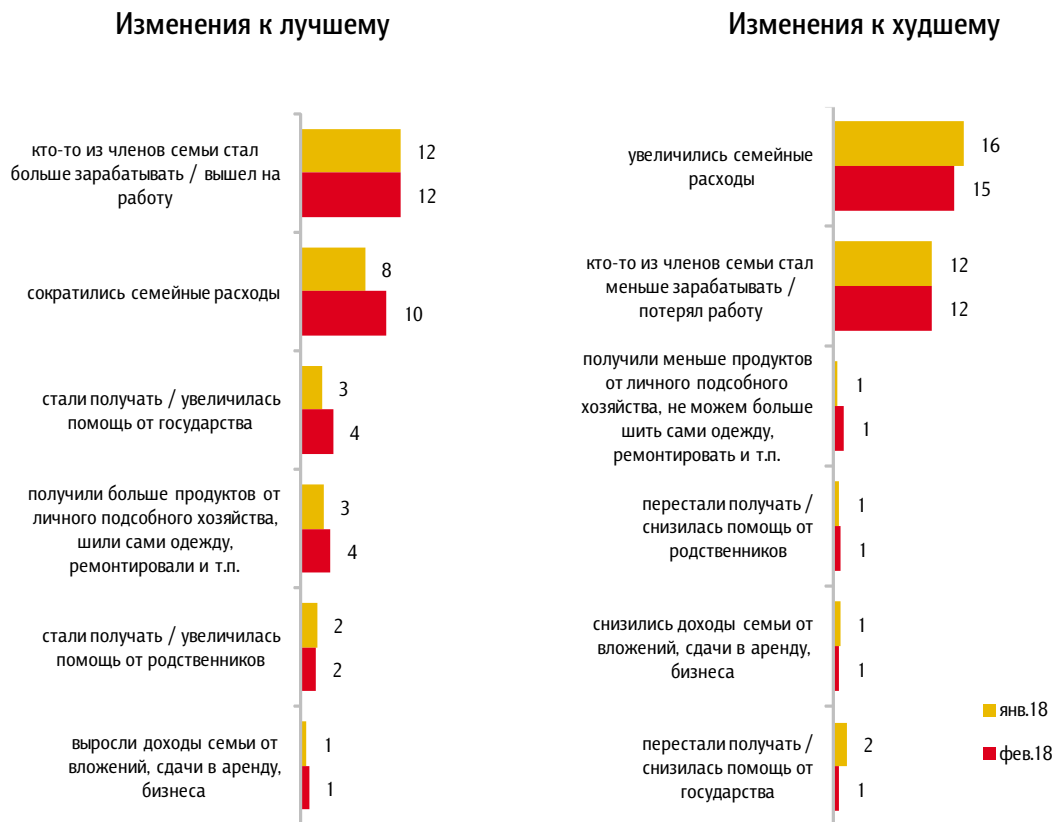 Изменения к лучшему
кто-то из членов семьи стал
больше зарабатывать / вышел на
работу
12
12
сократились семейные расходы
8
10
стали получать / увеличилась
помощь от государства
3
4
получили больше продуктов от
личного подсобного хозяйства,
шили сами одежду,
ремонтировали и т.п.
3
4
стали получать / увеличилась
помощь от родственников
2
2
выросли доходы семьи от
вложений, сдачи в аренду,
бизнеса
1
1
Изменения к худшему
увеличились семейные
расходы
16
15
кто-то из членов семьи стал
меньше зарабатывать /
потерял работу
12
12
получили меньше продуктов
от личного подсобного
хозяйства, не можем больше
шить сами одежду,
ремонтировать и т.п.
1
1
перестали получать /
снизилась помощь от
родственников
1
1
снизились доходы семьи от
вложений, сдачи в аренду,
бизнеса
1
1
перестали получать /
снизилась помощь от
государства
2
1
янв.18
фев.18